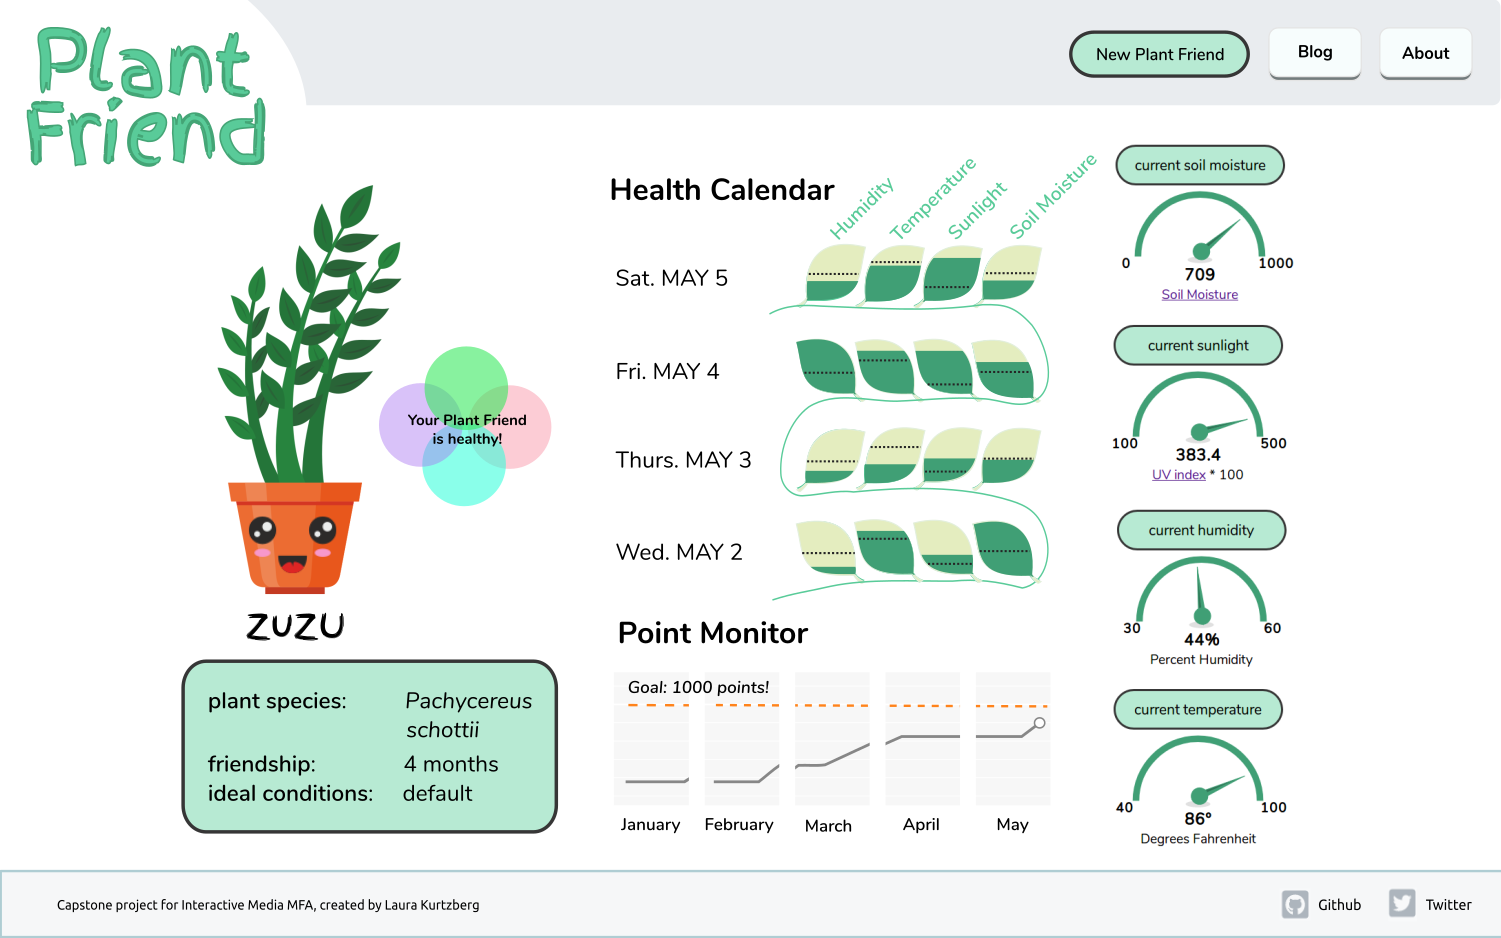 Plant
Friend
New Plant Friend
Blog
About
Health Calendar
Humidity
Temperature
Sunlight
Soil Moisture
Sat. MAY 5
Fri. MAY 4
Thurs. MAY 3
Wed. MAY 2
Your Plant Friend
is healthy!
ZUZU
plant species: Pachycereus
schottii
friendship: 4 months
ideal conditions: default
Point Monitor
Goal: 1000 points!
January February March April May
current soil moisture
0 1000
709
Soil Moisture
current sunlight
100 500
383.4
UV index * 100
current humidity
30 60
44%
Percent Humidity
current temperature
40 100
86°
Degrees Fahrenheit
Capstone project for Interactive Media MFA, created by Laura Kurtzberg
Github
Twitter